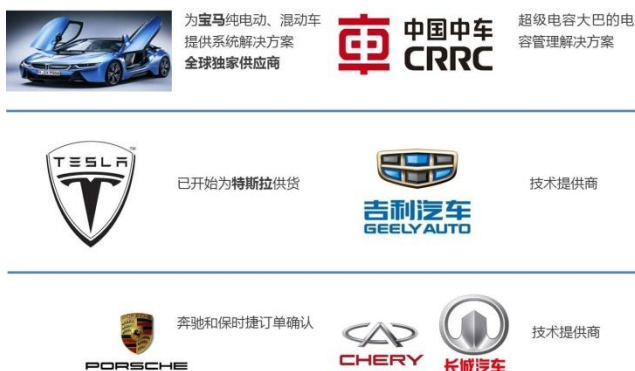 为宝马纯电动、混动车
提供系统解决方案
全球独家供应商
中国中车
CRRC
超级电容大巴的电
容管理解决方案
TESLA
已开始为特斯拉供货
吉利汽车
GEELY AUTO
技术提供商
奔驰和保时捷订单确认
PORSCHE
CHERY
长城汽车
技术提供商